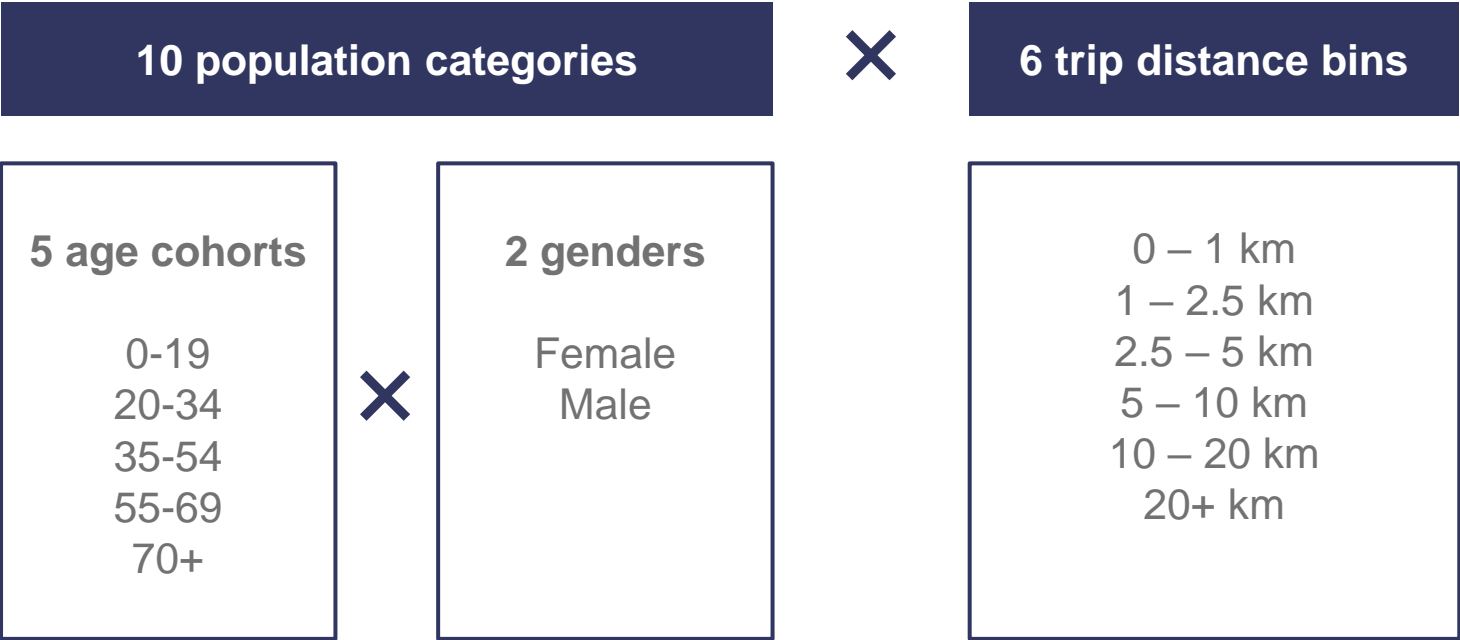 10 population categories
×
6 trip distance bins
5 age cohorts
0-19
20-34
35-54
55-69
70+
×
2 genders
Female
Male
0 – 1 km
1 – 2.5 km
2.5 – 5 km
5 – 10 km
10 – 20 km
20+ km